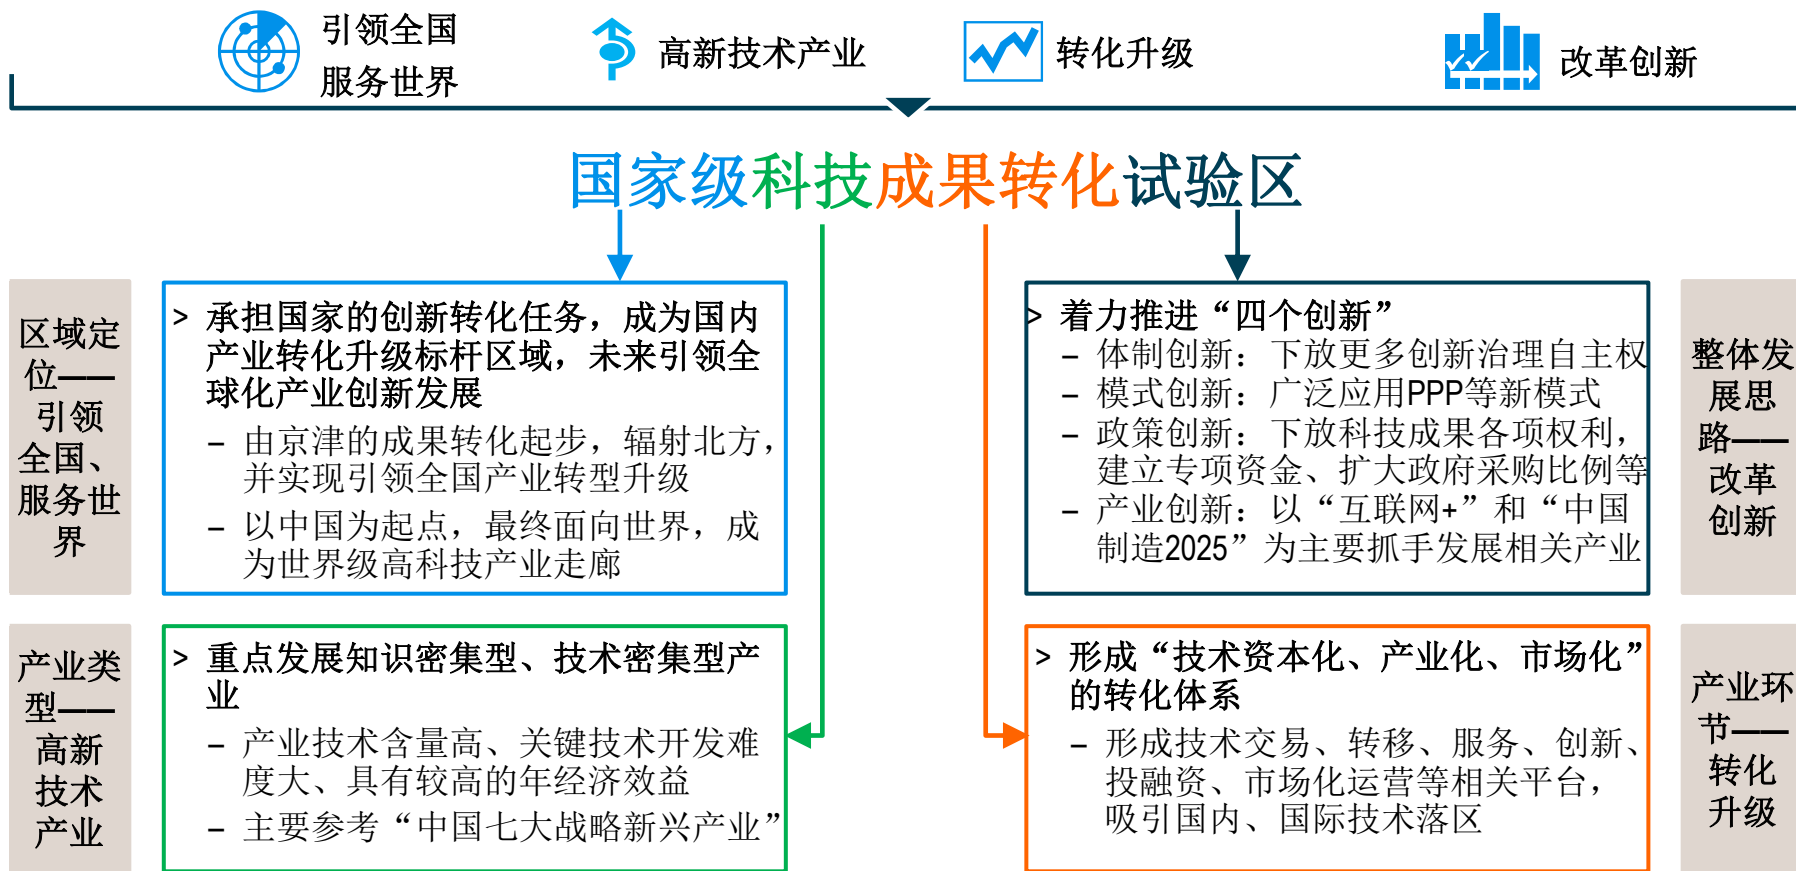 引领全国
服务世界
高新技术产业
转化升级
改革创新
国家级科技成果转化试验区
区域定
位——
引领
全国、
服务世
界
> 承担国家的创新转化任务，成为国内
产业转化升级标杆区域，未来引领全
球化产业创新发展
– 由京津的成果转化起步，辐射北方，
并实现引领全国产业转型升级
– 以中国为起点，最终面向世界，成
为世界级高科技产业走廊
> 着力推进“四个创新”
– 体制创新：下放更多创新治理自主权
– 模式创新：广泛应用PPP等新模式
– 政策创新：下放科技成果各项权利，
建立专项资金、扩大政府采购比例等
– 产业创新：以“互联网+”和“中国
制造2025”为主要抓手发展相关产业
整体发
展思
路——
改革
创新
产业类
型——
高新
技术
产业
> 重点发展知识密集型、技术密集型产
业
– 产业技术含量高、关键技术开发难
度大、具有较高的年经济效益
– 主要参考“中国七大战略新兴产业”
> 形成“技术资本化、产业化、市场化”
的转化体系
– 形成技术交易、转移、服务、创新、
投融资、市场化运营等相关平台，
吸引国内、国际技术落区
产业环
节——
转化
升级